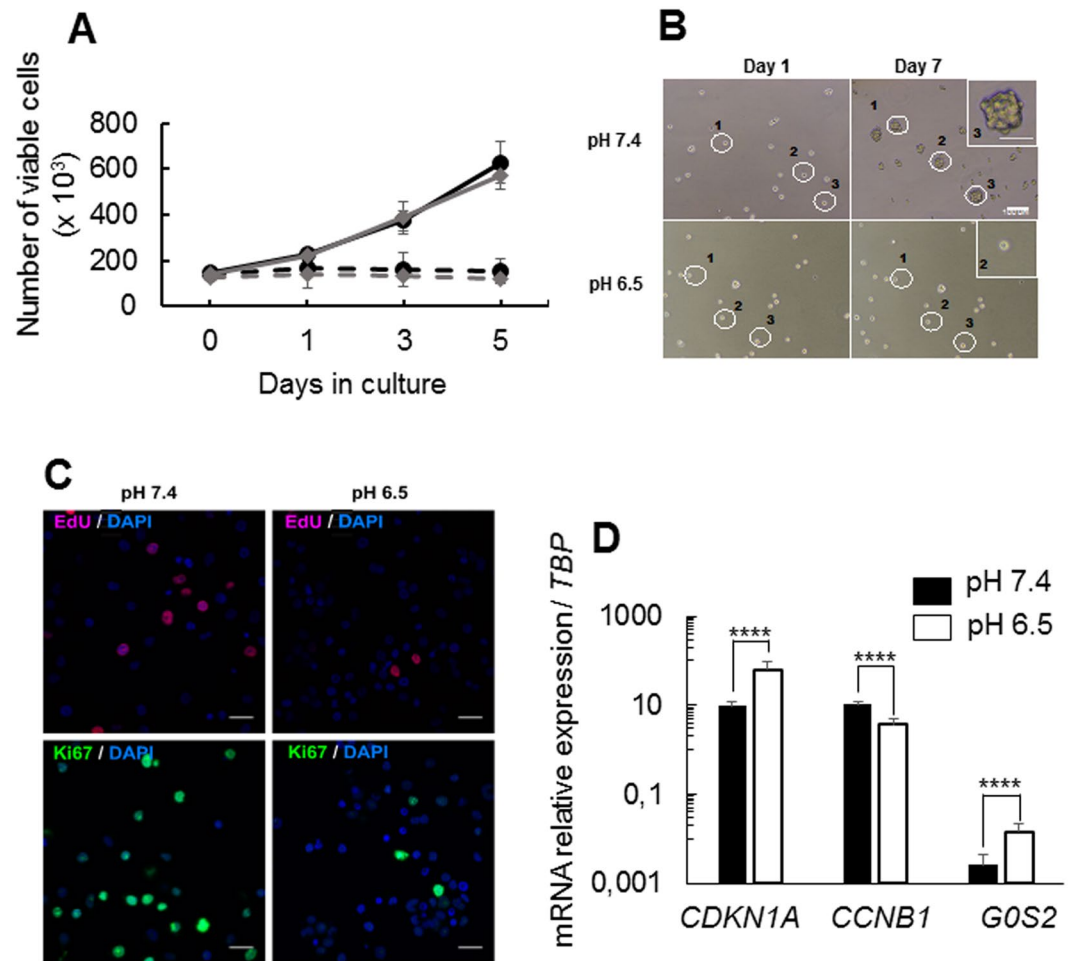 A
Number of viable cells
(x 10³)
800
600
400
200
0
0 1 3 5
Days in culture
B
Day 1 Day 7
pH 7.4
1
2
3
1
2
3
3
pH 6.5
1
2
3
1
2
3
2
C
pH 7.4 pH 6.5
EdU / DAPI EdU / DAPI
Ki67 / DAPI Ki67 / DAPI
D
mRNA relative expression/ TBP
pH 7.4
pH 6.5
1000
10
0,1
0,001
**** **** ****
CDKN1A CCNB1 G0S2